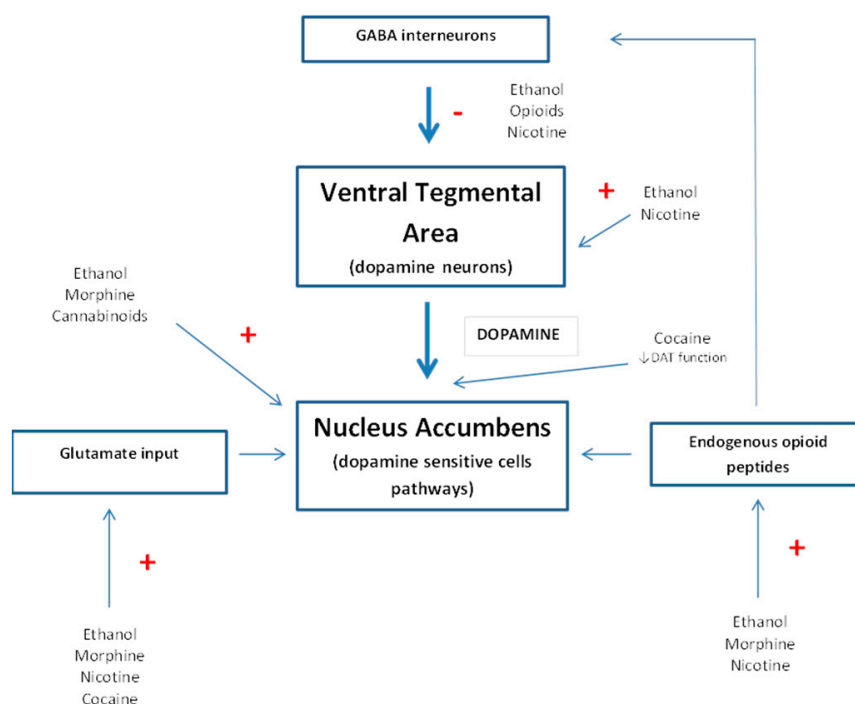 GABA interneurons
-
Ethanol
Opioids
Nicotine
Ventral Tegmental
Area
(dopamine neurons)
+
Ethanol
Nicotine
Ethanol
Morphine
Cannabinoids
+
DOPAMINE
Cocaine
↓DAT function
Nucleus Accumbens
(dopamine sensitive cells
pathways)
Glutamate input
Endogenous opioid
peptides
+
Ethanol
Morphine
Nicotine
Cocaine
+
Ethanol
Morphine
Nicotine